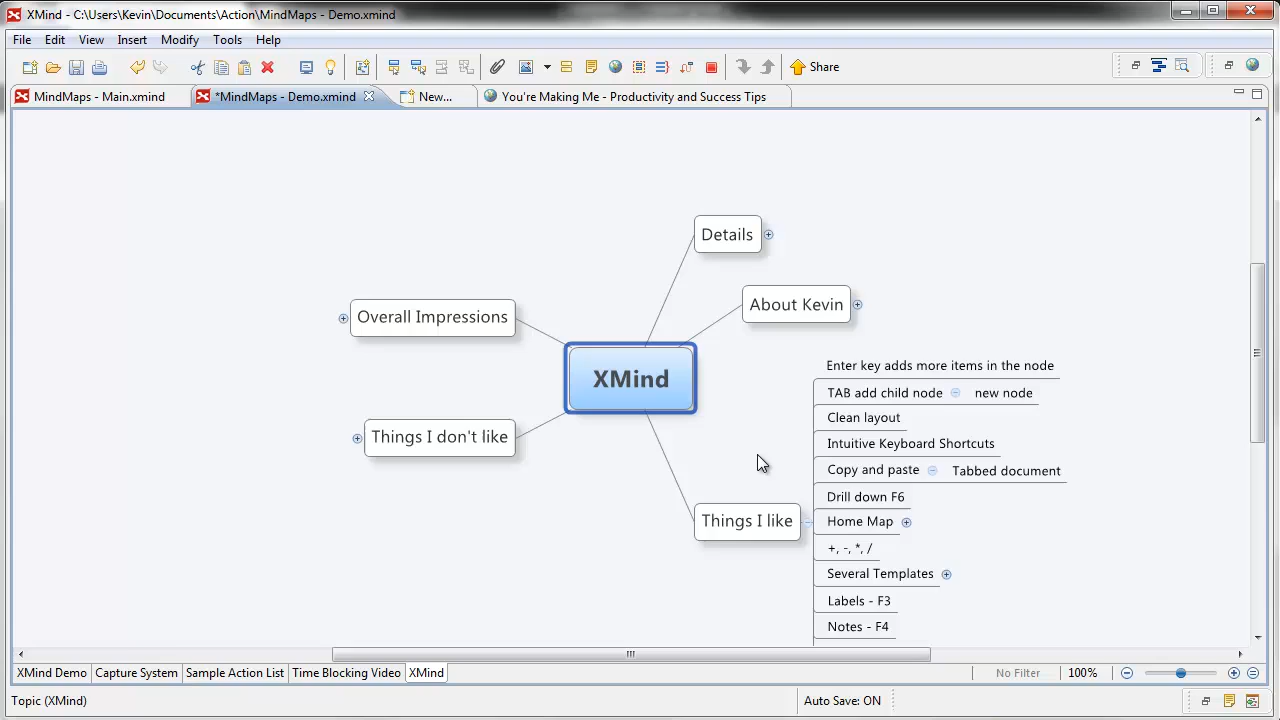 XMind - C:\Users\Kevin\Documents\Action\MindMaps - Demo.xmind
File Edit View Insert Modify Tools Help
Share
MindMaps - Main.xmind *MindMaps - Demo.xmind New... You're Making Me - Productivity and Success Tips
Details
About Kevin
Overall Impressions
XMind
Things I don't like
Things I like
Enter key adds more items in the node
TAB add child node new node
Clean layout
Intuitive Keyboard Shortcuts
Copy and paste Tabbed document
Drill down F6
Home Map
+, -, *, /
Several Templates
Labels - F3
Notes - F4
XMind Demo Capture System Sample Action List Time Blocking Video XMind No Filter 100%
Topic (XMind) Auto Save: ON